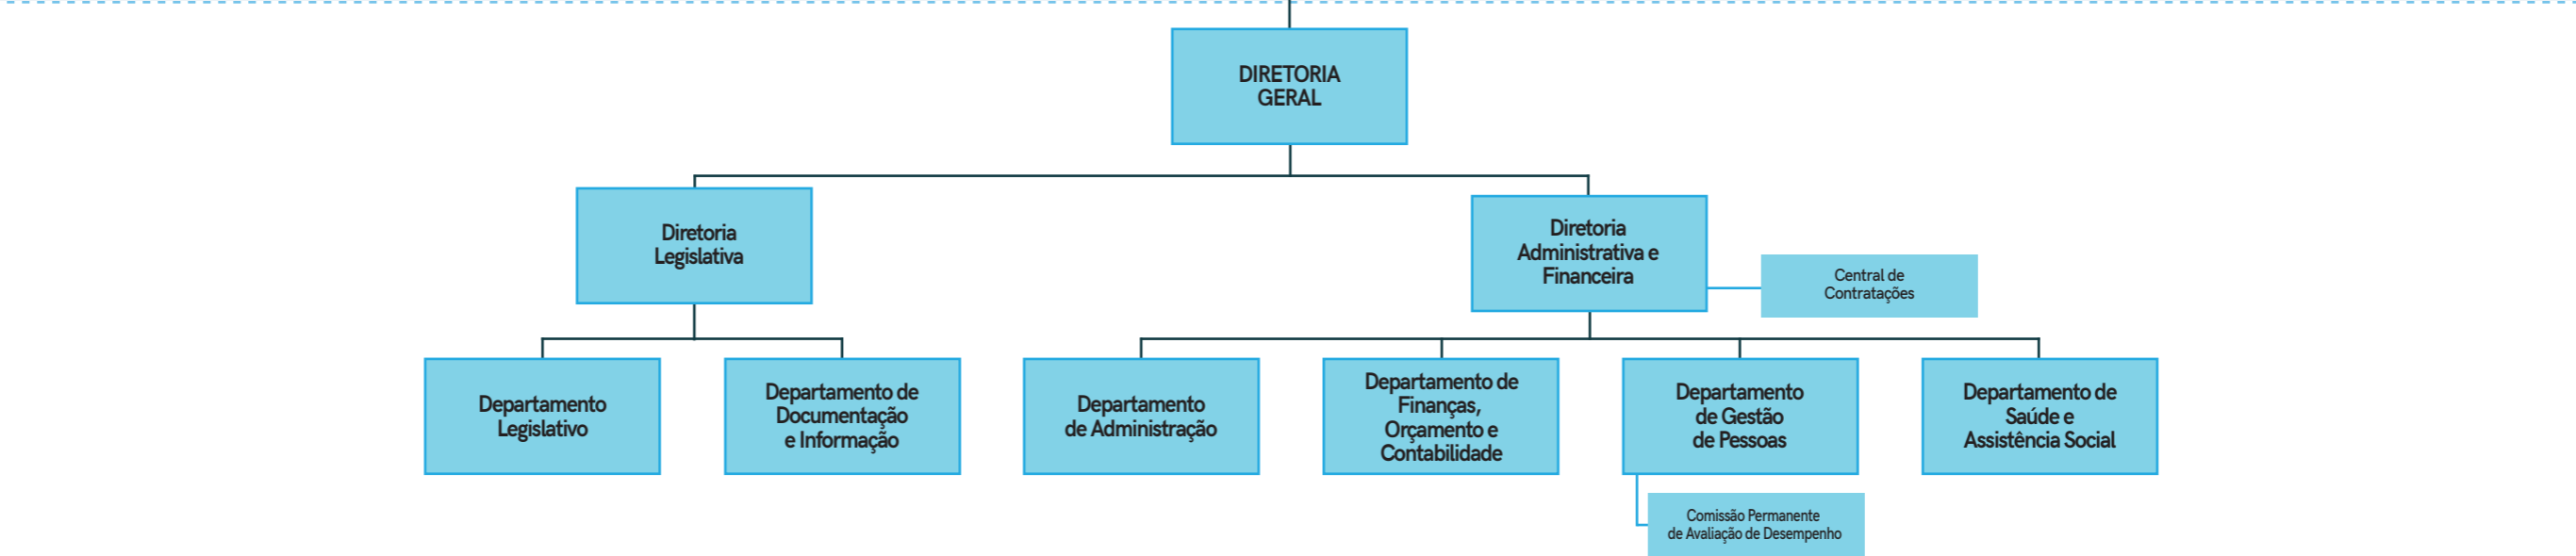 DIRETORIA
GERAL
Diretoria
Legislativa
Diretoria
Administrativa e
Financeira
Central de
Contratações
Departamento
Legislativo
Departamento de
Documentação
e Informação
Departamento
de Administração
Departamento de
Finanças,
Orçamento e
Contabilidade
Departamento
de Gestão
de Pessoas
Departamento de
Saúde e
Assistência Social
Comissão Permanente
de Avaliação de Desempenho